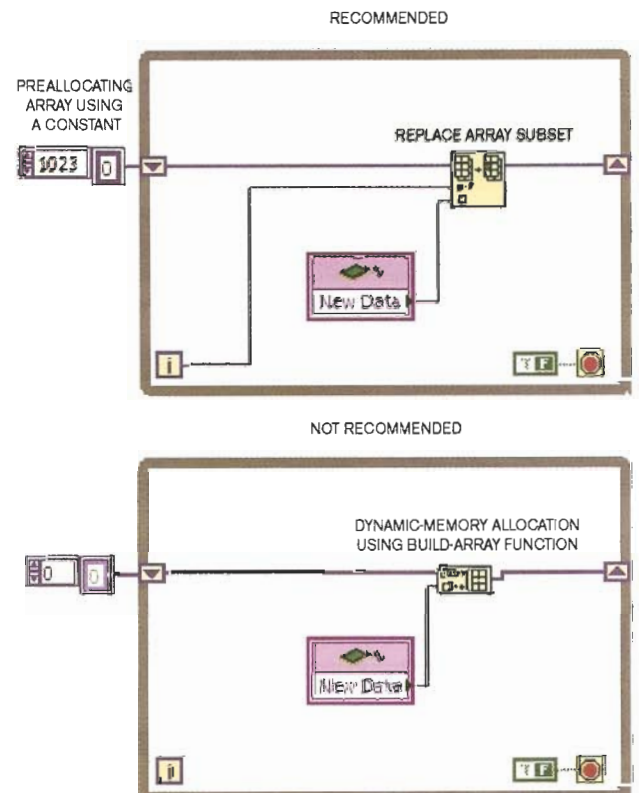 RECOMMENDED
PREALLOCATING
ARRAY USING
A CONSTANT
1023 0
REPLACE ARRAY SUBSET
New Data
i
F
NOT RECOMMENDED
DYNAMIC-MEMORY ALLOCATION
USING BUILD-ARRAY FUNCTION
0 0
New Data
i
F